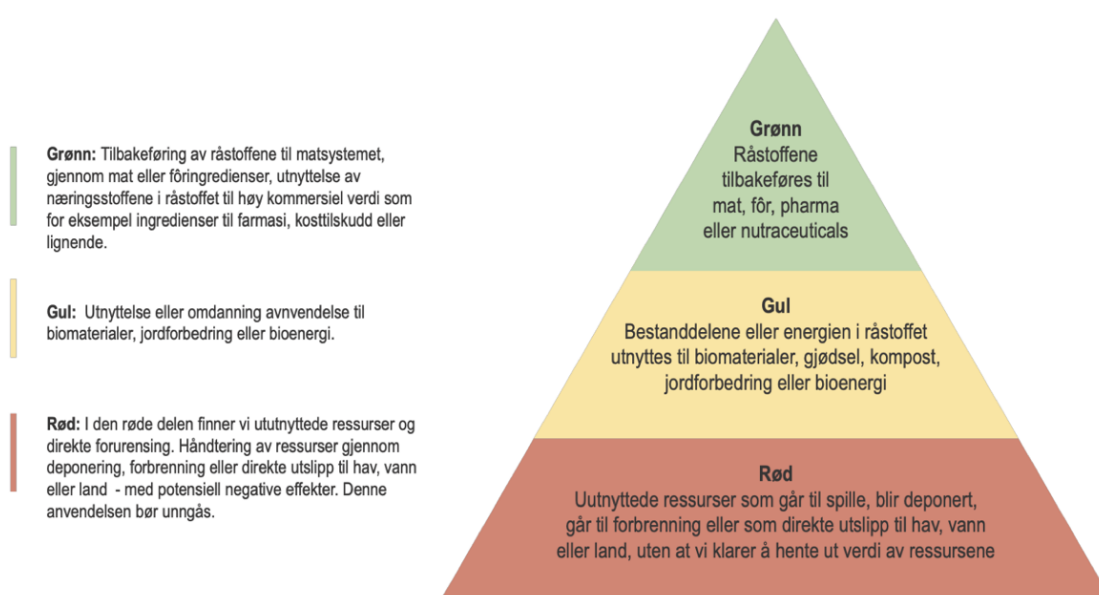 Grønn: Tilbakeføring av råstoffene til matsystemet,
gjennom mat eller fôringredienser, utnyttelse av
næringsstoffene i råstoffet til høy kommersiel verdi som
for eksempel ingredienser til farmasi, kosttilskudd eller
lignende.
Gul: Utnyttelse eller omdanning avnvendelse til
biomaterialer, jordforbedring eller bioenergi.
Rød: I den røde delen finner vi ututnyttede ressurser og
direkte forurensing. Håndtering av ressurser gjennom
deponering, forbrenning eller direkte utslipp til hav, vann
eller land - med potensiell negative effekter. Denne
anvendelsen bør unngås.
Grønn
Råstoffene
tilbakeføres til
mat, fôr, pharma
eller nutraceuticals
Gul
Bestanddelene eller energien i råstoffet
utnyttes til biomaterialer, gjødsel, kompost,
jordforbedring eller bioenergi
Rød
Uutnyttede ressurser som går til spille, blir deponert,
går til forbrenning eller som direkte utslipp til hav, vann
eller land, uten at vi klarer å hente ut verdi av ressursene